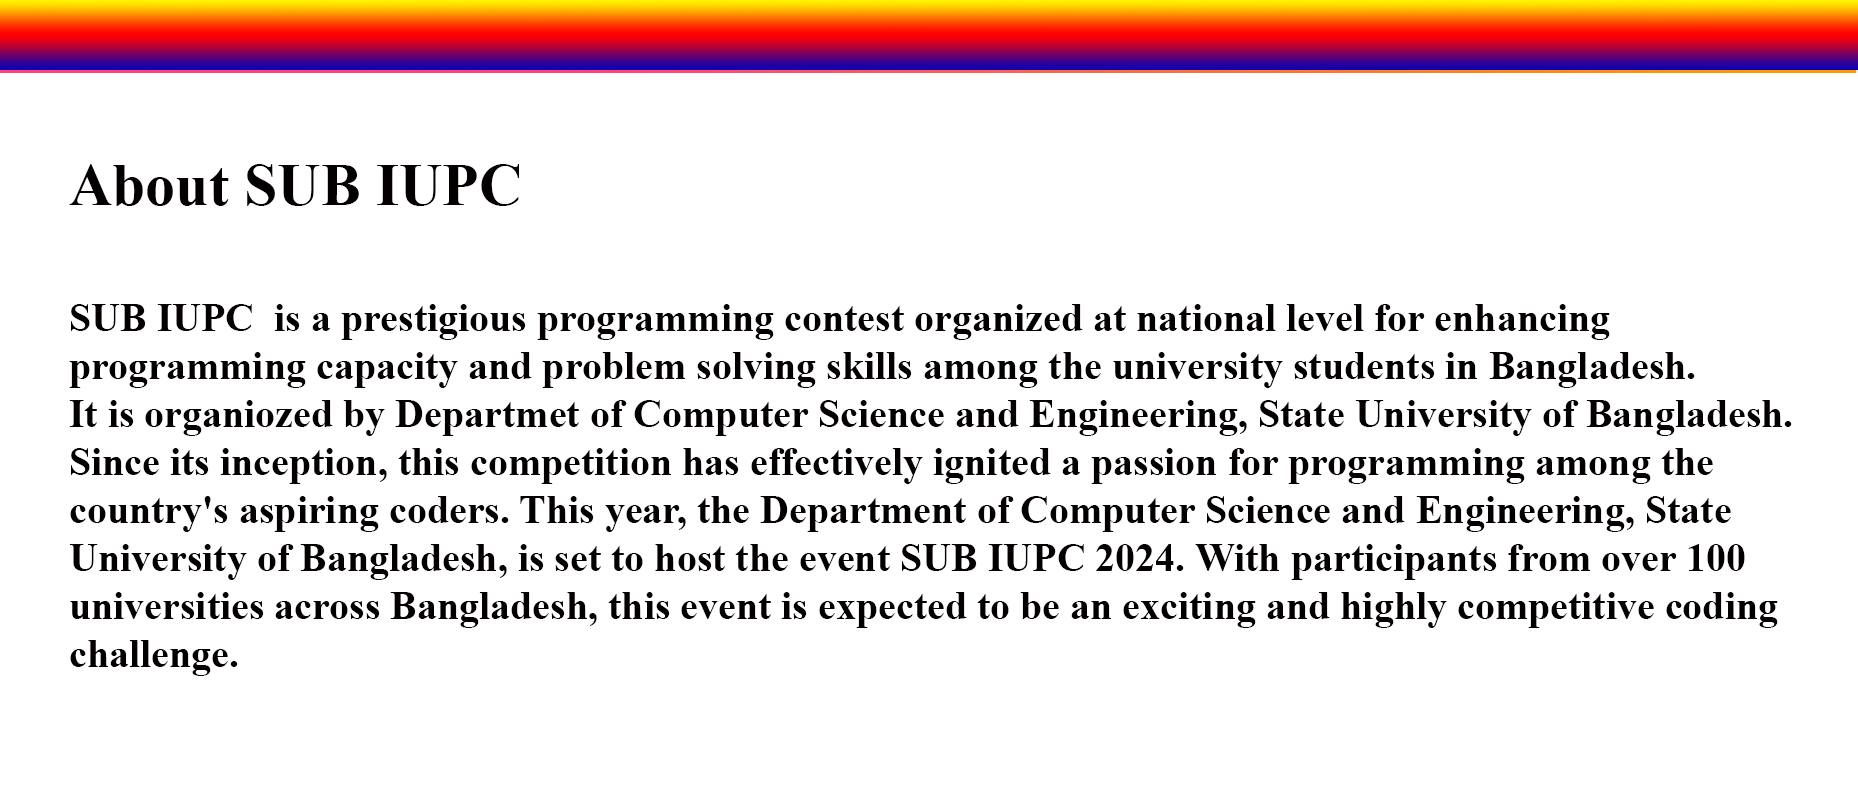 About SUB IUPC
SUB IUPC  is a prestigious programming contest organized at national level for enhancing
programming capacity and problem solving skills among the university students in Bangladesh.
It is organiozed by Departmet of Computer Science and Engineering, State University of Bangladesh.
Since its inception, this competition has effectively ignited a passion for programming among the
country's aspiring coders. This year, the Department of Computer Science and Engineering, State
University of Bangladesh, is set to host the event SUB IUPC 2024. With participants from over 100
universities across Bangladesh, this event is expected to be an exciting and highly competitive coding
challenge.